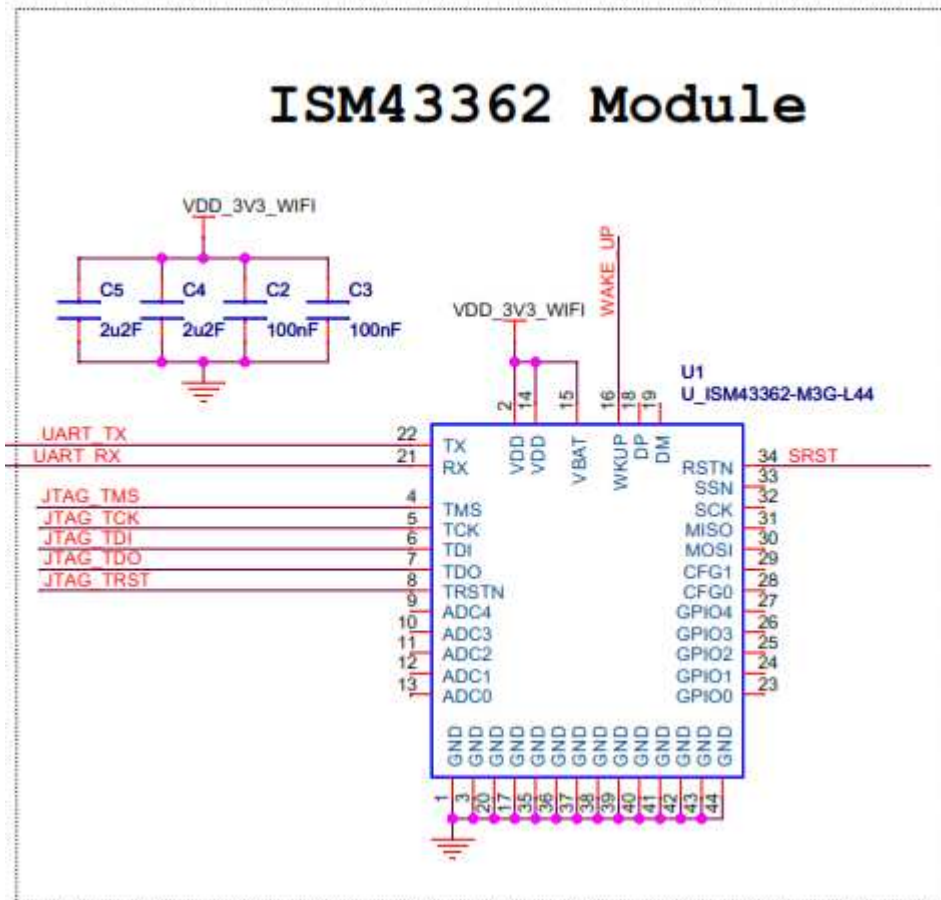 ISM43362 Module
VDD_3V3_WIFI
C5
C4
C2
C3
2u2F
2u2F
100nF
100nF
WAKE_UP
VDD_3V3_WIFI
U1
U_ISM43362-M3G-L44
2
14
15
16
18
19
VDD
VDD
VBAT
WKUP
DP
DM
UART_TX
22
TX
UART_RX
21
RX
JTAG_TMS
4
TMS
JTAG_TCK
5
TCK
JTAG_TDI
6
TDI
JTAG_TDO
7
TDO
JTAG_TRST
8
TRSTN
9
ADC4
10
ADC3
11
ADC2
12
ADC1
13
ADC0
RSTN
34
SRST
SSN
33
SCK
32
MISO
31
MOSI
30
CFG1
29
CFG0
28
GPIO4
27
GPIO3
26
GPIO2
25
GPIO1
24
GPIO0
23
GND
GND
GND
GND
GND
GND
GND
GND
GND
GND
GND
GND
GND
GND
1
3
20
17
35
36
37
38
39
40
41
42
43
44